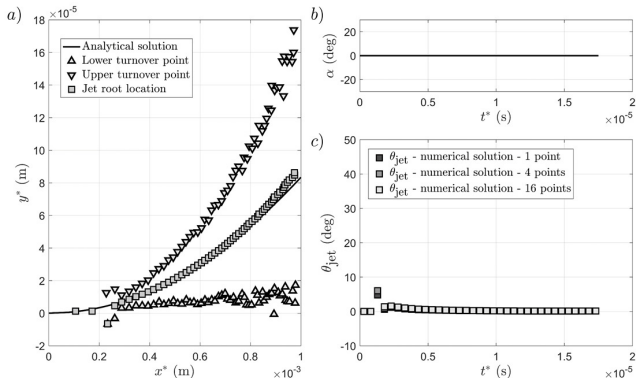 a)
18 ×10⁻⁵
16
14
12
10
8
6
4
2
0
-2
y* (m)
Analytical solution
Lower turnover point
Upper turnover point
Jet root location
0
0.2
0.4
0.6
0.8
1
×10⁻³
x* (m)
b)
20
0
-20
α (deg)
0
0.5
1
1.5
2
×10⁻⁵
t* (s)
c)
50
40
30
20
10
0
-10
θjet (deg)
θjet - numerical solution - 1 point
θjet - numerical solution - 4 points
θjet - numerical solution - 16 points
0
0.5
1
1.5
2
×10⁻⁵
t* (s)